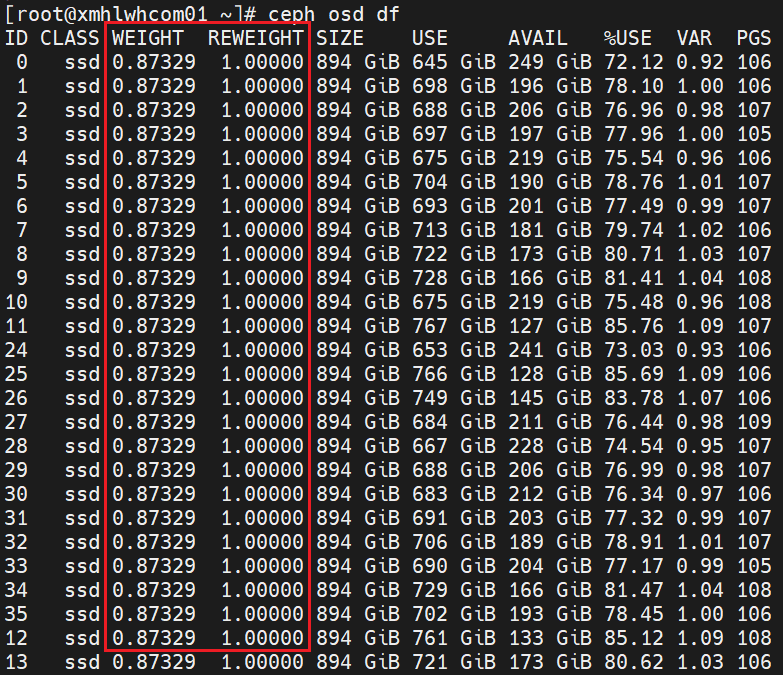 [root@xmhlwhcom01 ~]# ceph osd df
ID CLASS WEIGHT REWEIGHT SIZE USE AVAIL %USE VAR PGS
0 ssd 0.87329 1.00000 894 GiB 645 GiB 249 GiB 72.12 0.92 106
1 ssd 0.87329 1.00000 894 GiB 698 GiB 196 GiB 78.10 1.00 106
2 ssd 0.87329 1.00000 894 GiB 688 GiB 206 GiB 76.96 0.98 107
3 ssd 0.87329 1.00000 894 GiB 697 GiB 197 GiB 77.96 1.00 105
4 ssd 0.87329 1.00000 894 GiB 675 GiB 219 GiB 75.54 0.96 106
5 ssd 0.87329 1.00000 894 GiB 704 GiB 190 GiB 78.76 1.01 107
6 ssd 0.87329 1.00000 894 GiB 693 GiB 201 GiB 77.49 0.99 107
7 ssd 0.87329 1.00000 894 GiB 713 GiB 181 GiB 79.74 1.02 106
8 ssd 0.87329 1.00000 894 GiB 722 GiB 173 GiB 80.71 1.03 107
9 ssd 0.87329 1.00000 894 GiB 728 GiB 166 GiB 81.41 1.04 108
10 ssd 0.87329 1.00000 894 GiB 675 GiB 219 GiB 75.48 0.96 108
11 ssd 0.87329 1.00000 894 GiB 767 GiB 127 GiB 85.76 1.09 107
24 ssd 0.87329 1.00000 894 GiB 653 GiB 241 GiB 73.03 0.93 106
25 ssd 0.87329 1.00000 894 GiB 766 GiB 128 GiB 85.69 1.09 106
26 ssd 0.87329 1.00000 894 GiB 749 GiB 145 GiB 83.78 1.07 106
27 ssd 0.87329 1.00000 894 GiB 684 GiB 211 GiB 76.44 0.98 109
28 ssd 0.87329 1.00000 894 GiB 667 GiB 228 GiB 74.54 0.95 107
29 ssd 0.87329 1.00000 894 GiB 688 GiB 206 GiB 76.99 0.98 107
30 ssd 0.87329 1.00000 894 GiB 683 GiB 212 GiB 76.34 0.97 106
31 ssd 0.87329 1.00000 894 GiB 691 GiB 203 GiB 77.32 0.99 107
32 ssd 0.87329 1.00000 894 GiB 706 GiB 189 GiB 78.91 1.01 107
33 ssd 0.87329 1.00000 894 GiB 690 GiB 204 GiB 77.17 0.99 105
34 ssd 0.87329 1.00000 894 GiB 729 GiB 166 GiB 81.47 1.04 108
35 ssd 0.87329 1.00000 894 GiB 702 GiB 193 GiB 78.45 1.00 106
12 ssd 0.87329 1.00000 894 GiB 761 GiB 133 GiB 85.12 1.09 108
13 ssd 0.87329 1.00000 894 GiB 721 GiB 173 GiB 80.62 1.03 106